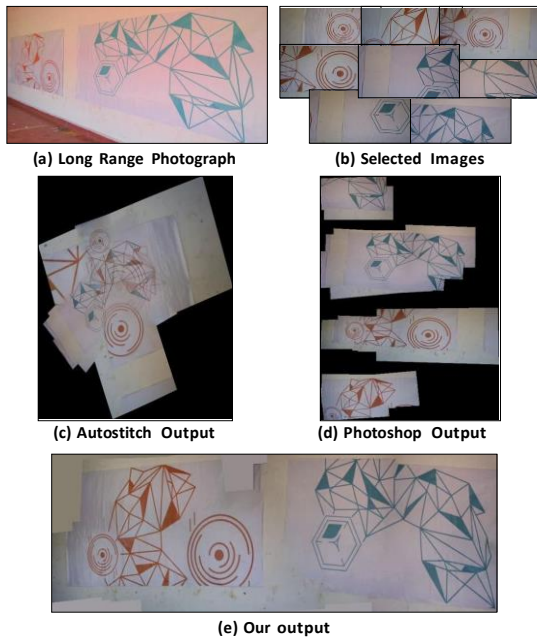 (a) Long Range Photograph
(b) Selected Images
(c) Autostitch Output
(d) Photoshop Output
(e) Our output